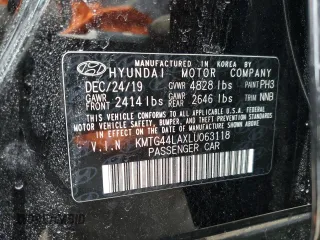 MANUFACTURED IN KOREA BY
HYUNDAI MOTOR COMPANY
DEC/24/19 GVWR 4828 lbs PAINT PH3
GAWR FRONT 2414 lbs GAWR REAR 2646 lbs TRIM NNB
THIS VEHICLE CONFORMS TO ALL APPLICABLE
U.S. FEDERAL MOTOR VEHICLE SAFETY, BUMPER,
AND THEFT PREVENTION STANDARDS IN EFFECT ON
THE DATE OF MANUFACTURE SHOWN ABOVE.
V.I.N KMTG44LAXLU063118
PASSENGER CAR